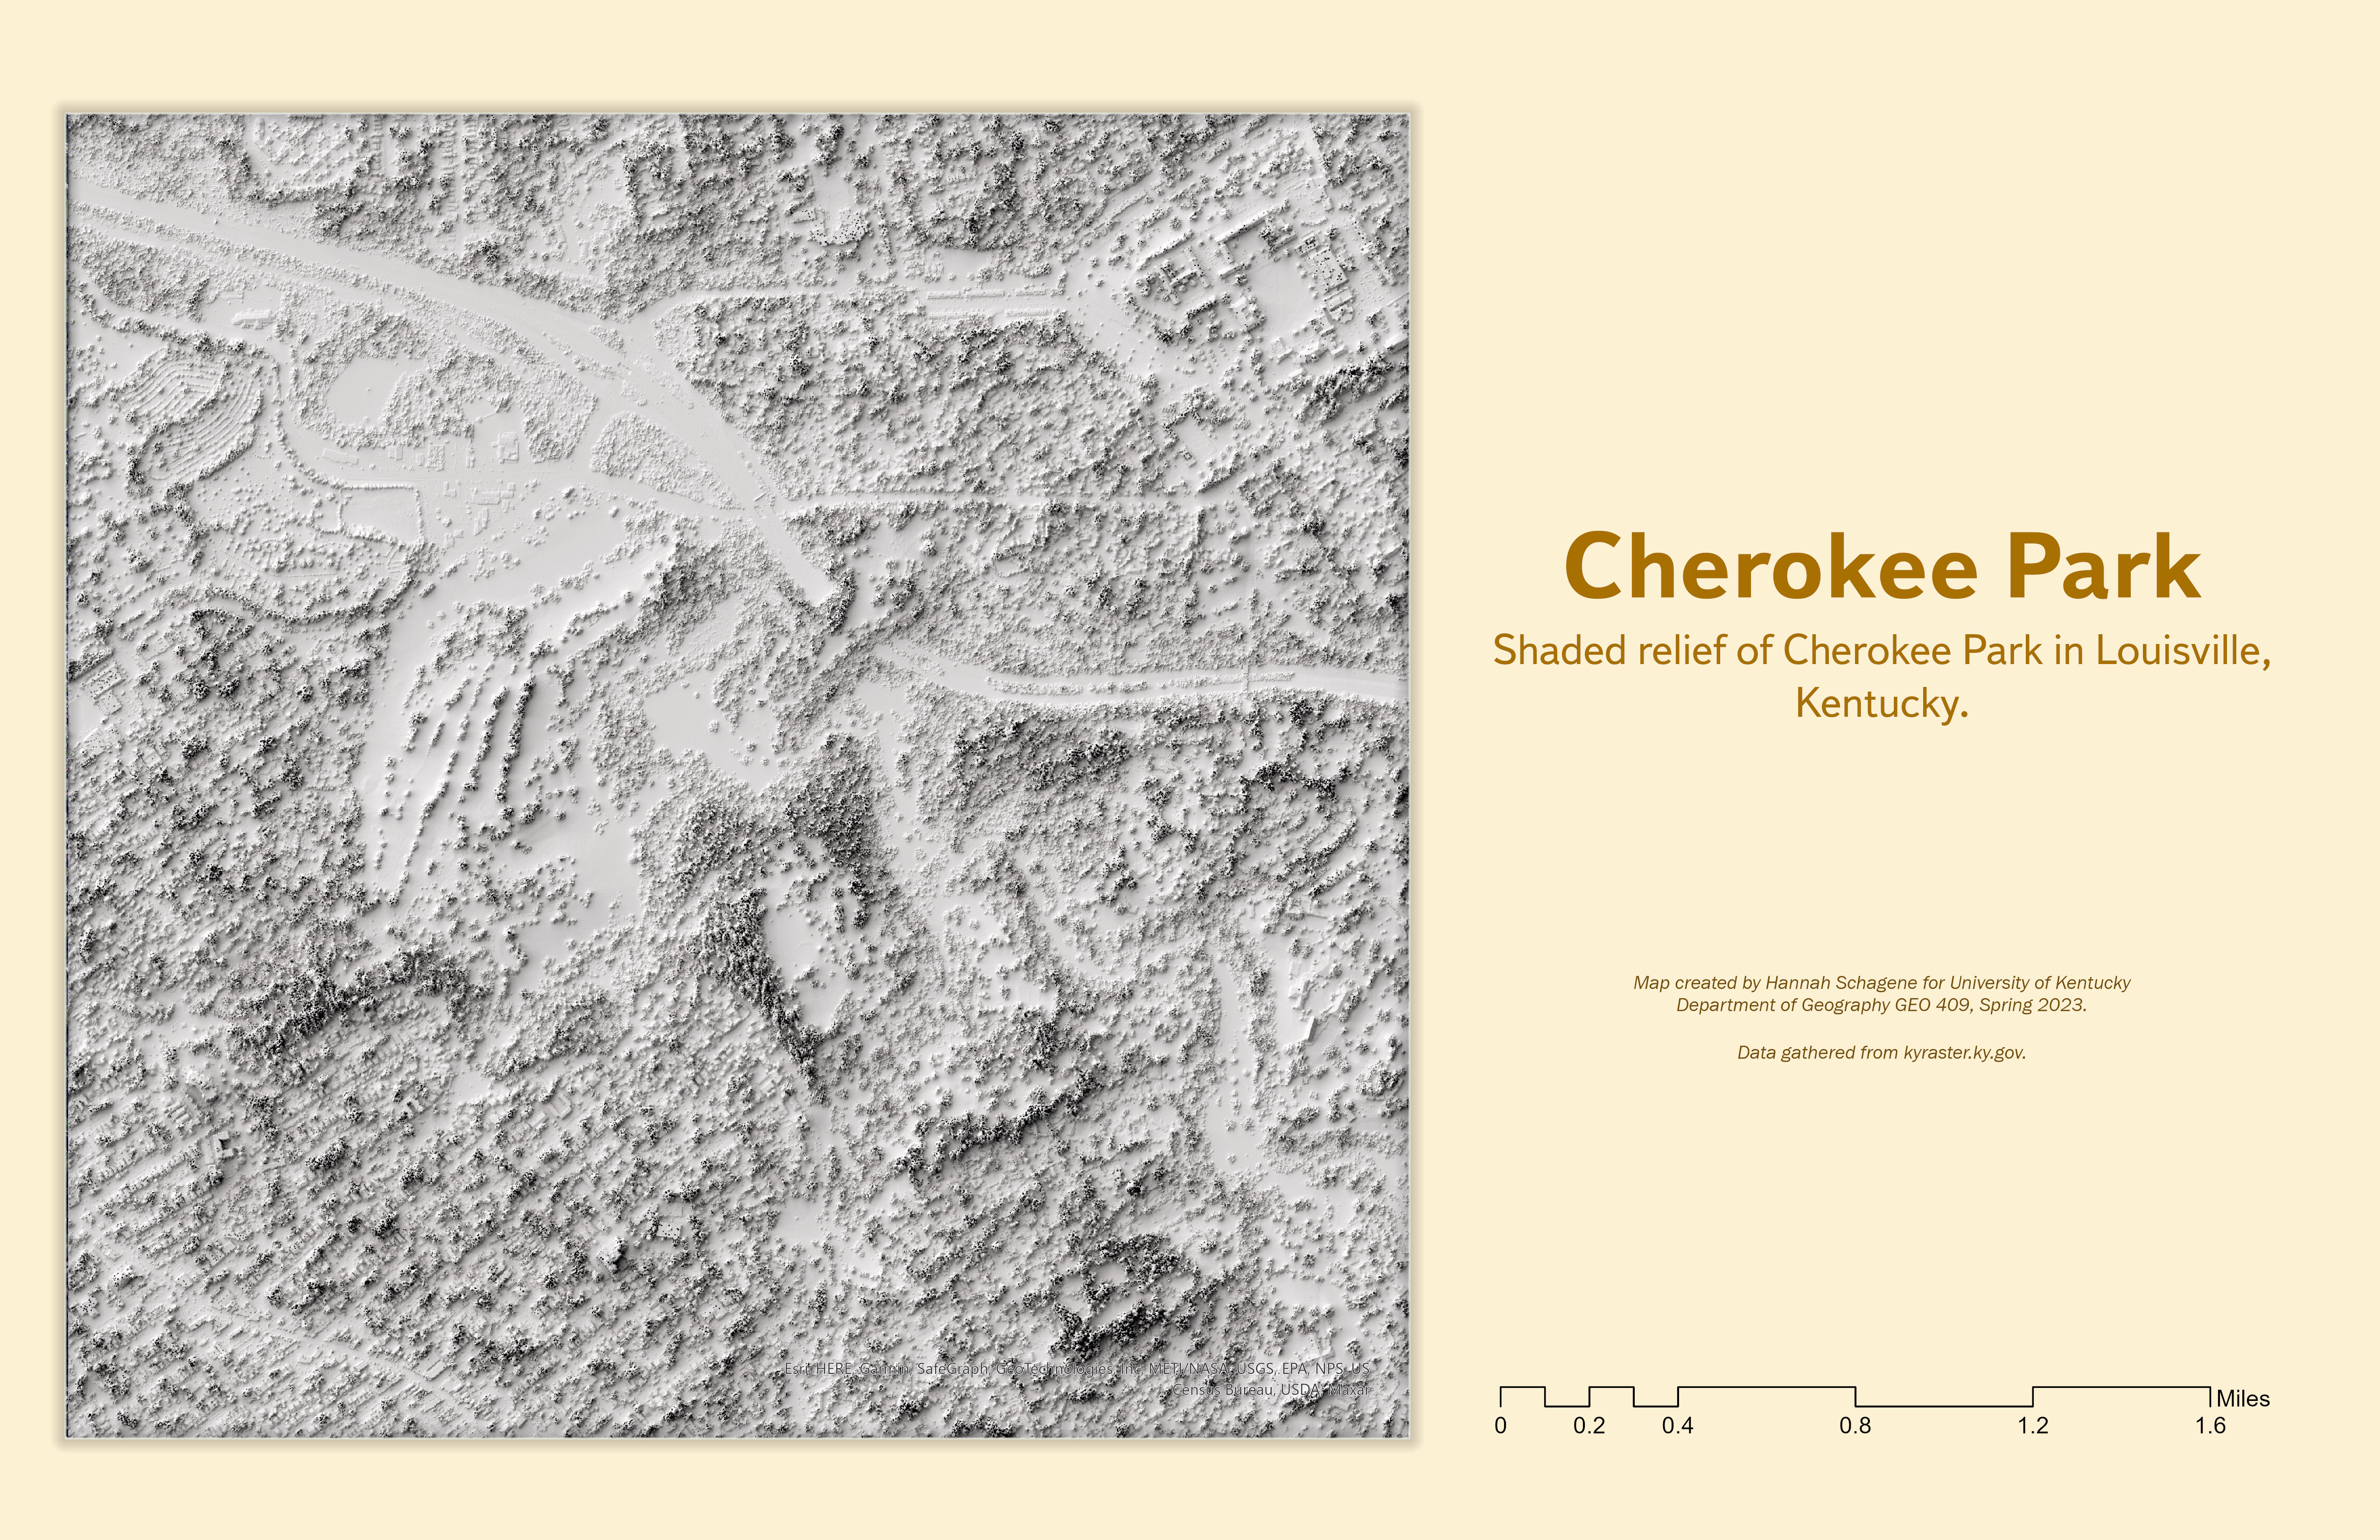 Cherokee Park
Shaded relief of Cherokee Park in Louisville,
Kentucky.
Map created by Hannah Schagene for University of Kentucky
Department of Geography GEO 409, Spring 2023.
Data gathered from kyraster.ky.gov.
Esri, HERE, Garmin, SafeGraph, GeoTechnologies, Inc, METI/NASA, USGS, EPA, NPS, US
Census Bureau, USDA, Maxar
Miles
0 0.2 0.4 0.8 1.2 1.6